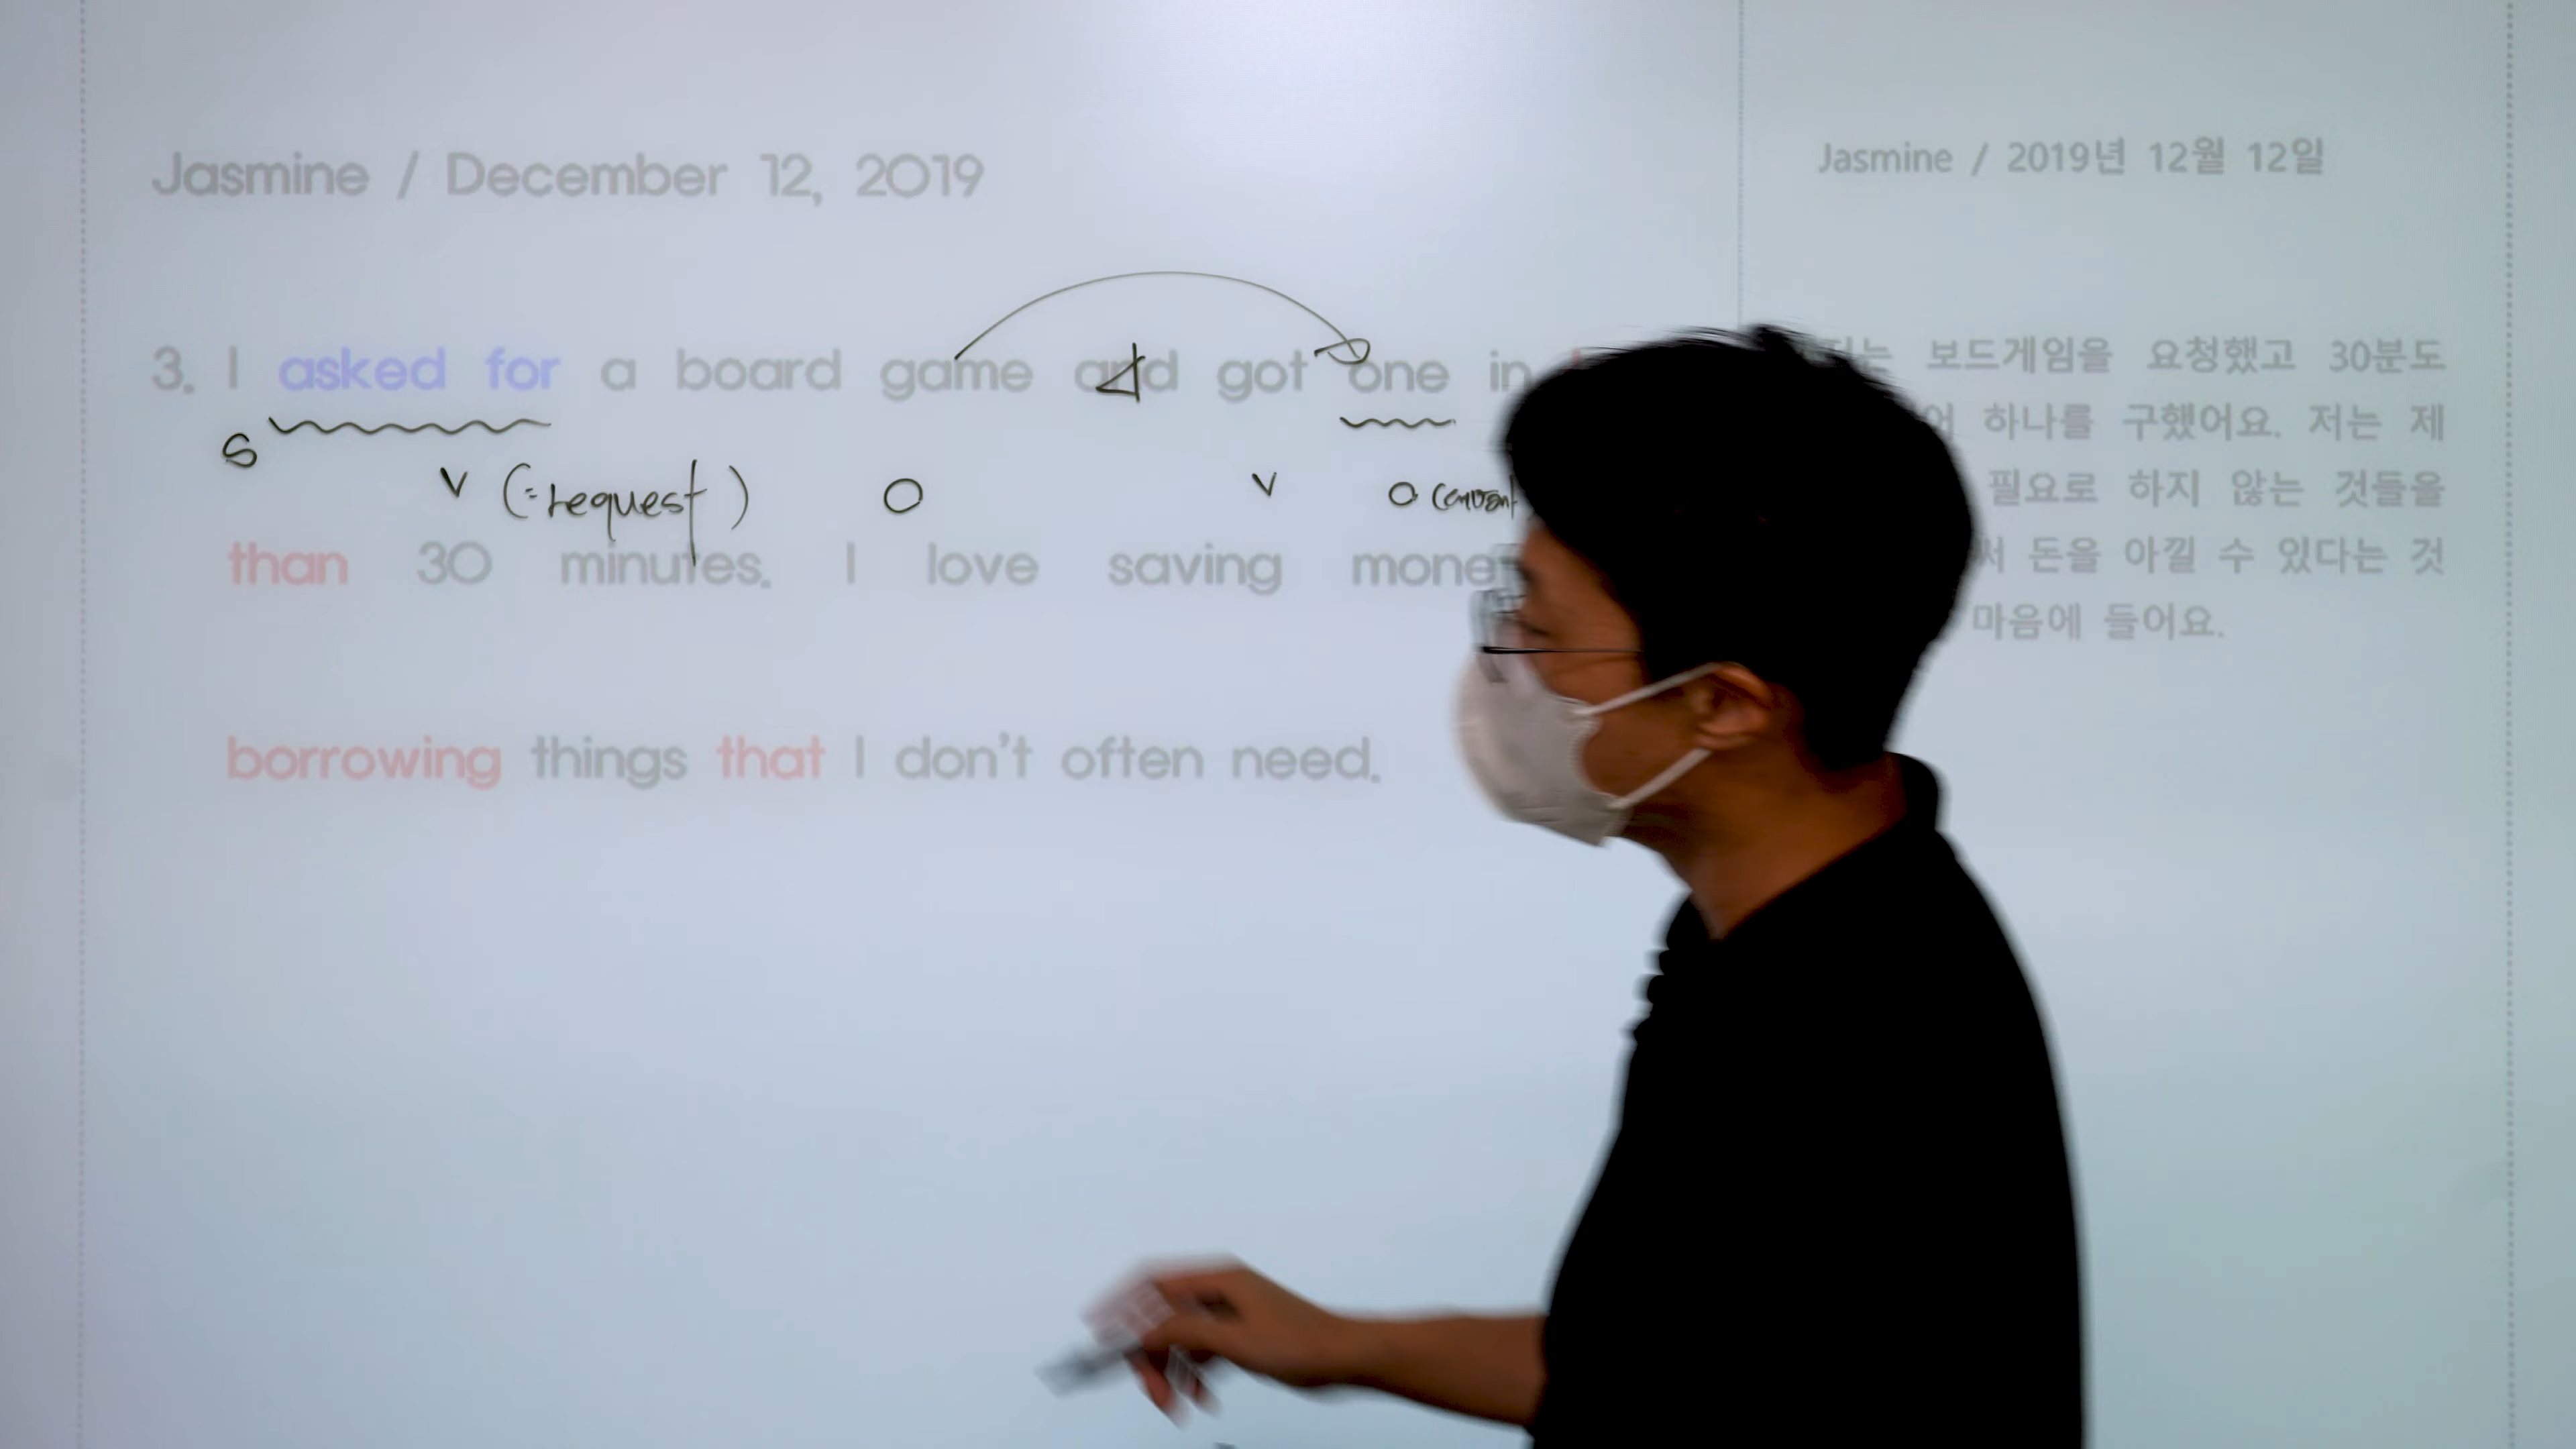 Jasmine / December 12, 2019
3. I asked for a board game and got one in
S V (=request) O V O
than 30 minutes. I love saving
borrowing things that I don't often need.
Jasmine / 2019년 12월 12일
저는 보드게임을 요청했고 30분도
하나를 구했어요. 저는 제
필요로 하지 않는 것들을
돈을 아낄 수 있다는 것
마음에 들어요.